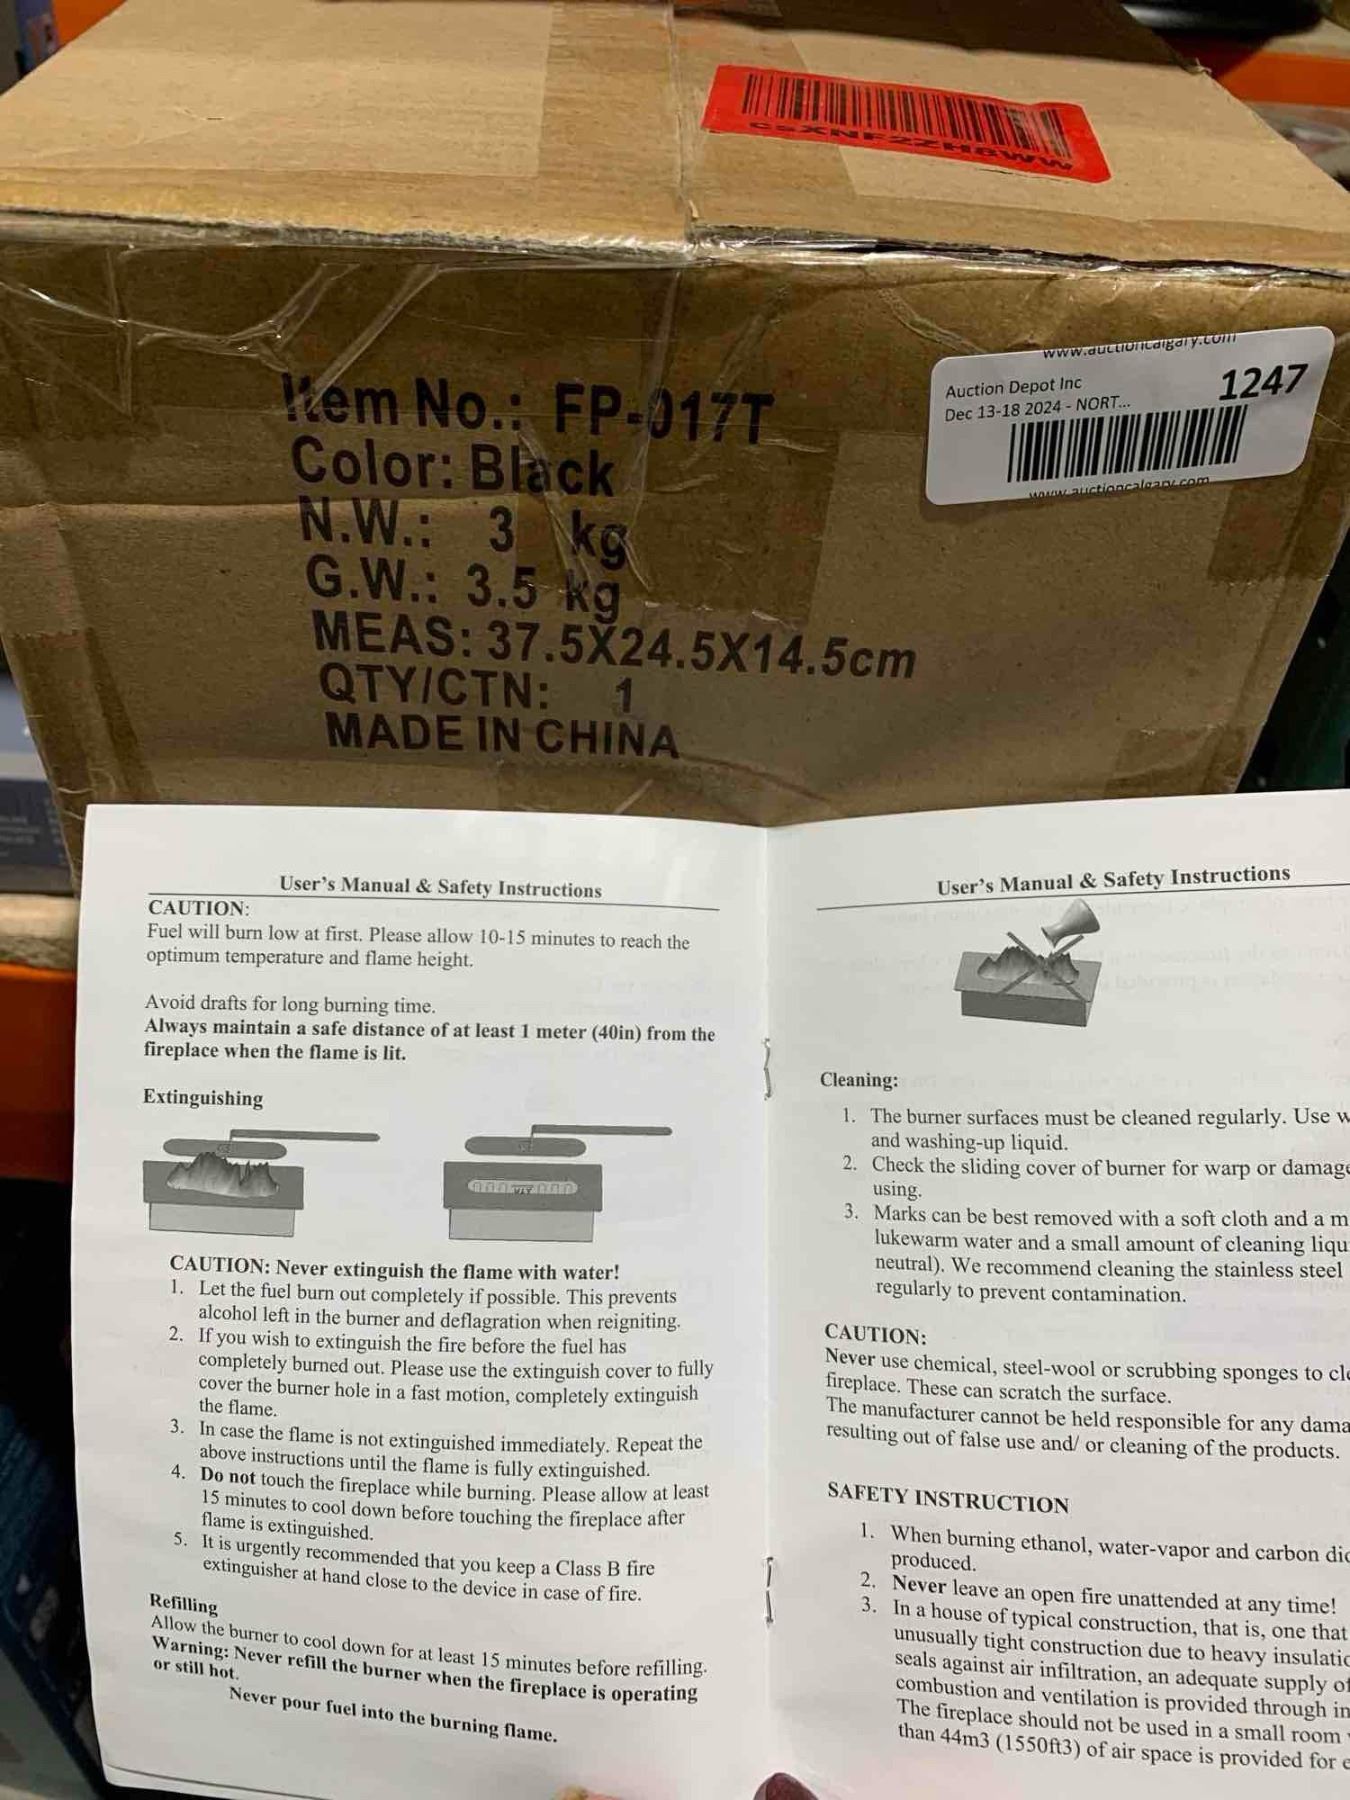 csXNF2ZH8WW
Item No.: FP-017T
Color: Black
N.W.: 3 kg
G.W.: 3.5 kg
MEAS: 37.5X24.5X14.5cm
QTY/CTN: 1
MADE IN CHINA
www.auctioncalgary.com
Auction Depot Inc
1247
Dec 13-18 2024 - NORT...
www.auctioncalgary.com
User's Manual & Safety Instructions
CAUTION:
Fuel will burn low at first. Please allow 10-15 minutes to reach the
optimum temperature and flame height.
Avoid drafts for long burning time.
Always maintain a safe distance of at least 1 meter (40in) from the
fireplace when the flame is lit.
Extinguishing
CAUTION: Never extinguish the flame with water!
1. Let the fuel burn out completely if possible. This prevents
alcohol left in the burner and deflagration when reigniting.
2. If you wish to extinguish the fire before the fuel has
completely burned out. Please use the extinguish cover to fully
cover the burner hole in a fast motion, completely extinguish
the flame.
3. In case the flame is not extinguished immediately. Repeat the
above instructions until the flame is fully extinguished.
4. Do not touch the fireplace while burning. Please allow at least
15 minutes to cool down before touching the fireplace after
flame is extinguished.
5. It is urgently recommended that you keep a Class B fire
extinguisher at hand close to the device in case of fire.
Refilling
Allow the burner to cool down for at least 15 minutes before refilling.
Warning: Never refill the burner when the fireplace is operating
or still hot.
Never pour fuel into the burning flame.
User's Manual & Safety Instructions
Cleaning:
1. The burner surfaces must be cleaned regularly. Use w
and washing-up liquid.
2. Check the sliding cover of burner for warp or damage
using.
3. Marks can be best removed with a soft cloth and a m
lukewarm water and a small amount of cleaning liqu
neutral). We recommend cleaning the stainless steel
regularly to prevent contamination.
CAUTION:
Never use chemical, steel-wool or scrubbing sponges to cle
fireplace. These can scratch the surface.
The manufacturer cannot be held responsible for any dama
resulting out of false use and/ or cleaning of the products.
SAFETY INSTRUCTION
1. When burning ethanol, water-vapor and carbon dio
produced.
2. Never leave an open fire unattended at any time!
3. In a house of typical construction, that is, one that
unusually tight construction due to heavy insulatio
seals against air infiltration, an adequate supply of
combustion and ventilation is provided through in
The fireplace should not be used in a small room
than 44m3 (1550ft3) of air space is provided for e